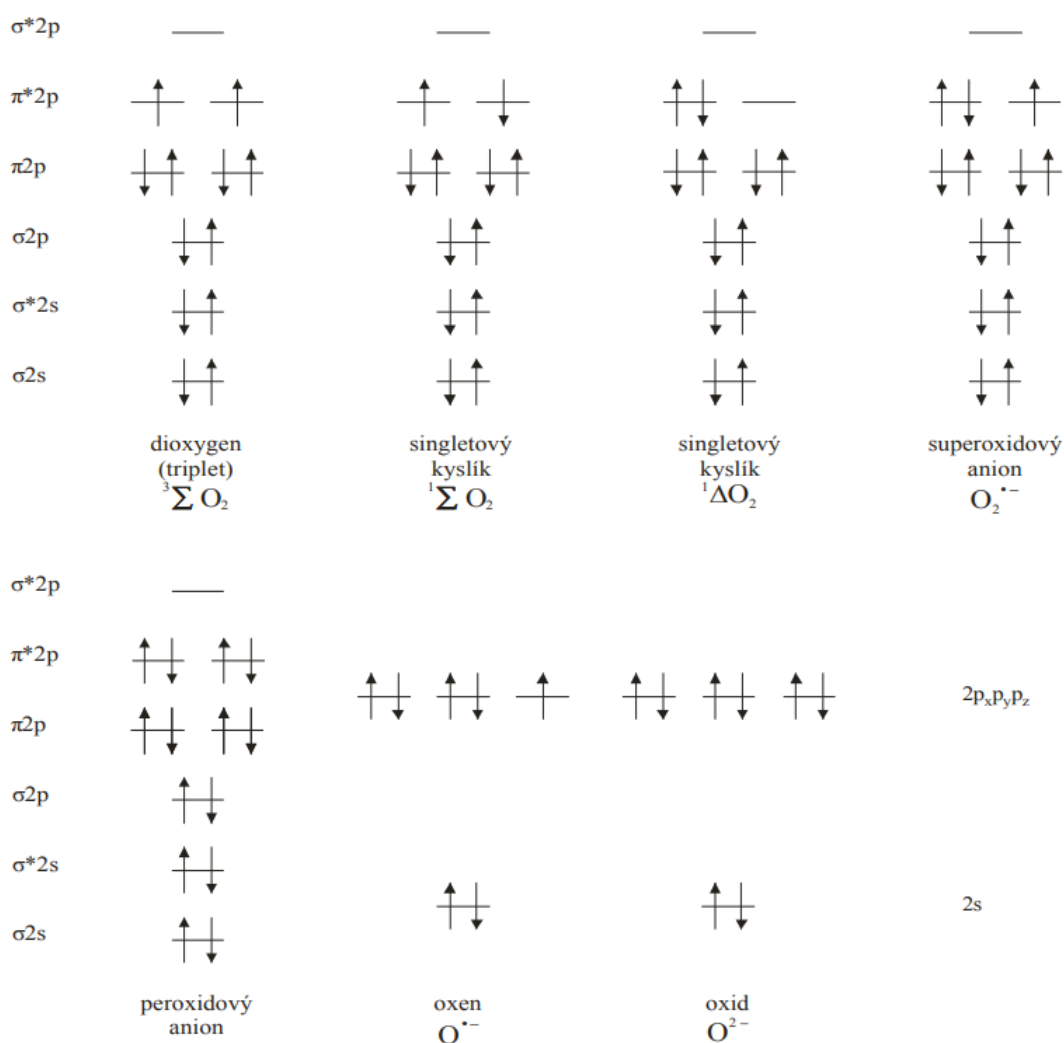 σ*2p
π*2p
π2p
σ2p
σ*2s
σ2s
dioxygen
(triplet)
³Σ O₂
singletový
kyslík
¹Σ O₂
singletový
kyslík
¹ΔO₂
superoxidový
anion
O₂•⁻
σ*2p
π*2p
π2p
σ2p
σ*2s
σ2s
2pₓpᵧp_z
2s
peroxidový
anion
oxen
O•⁻
oxid
O²⁻